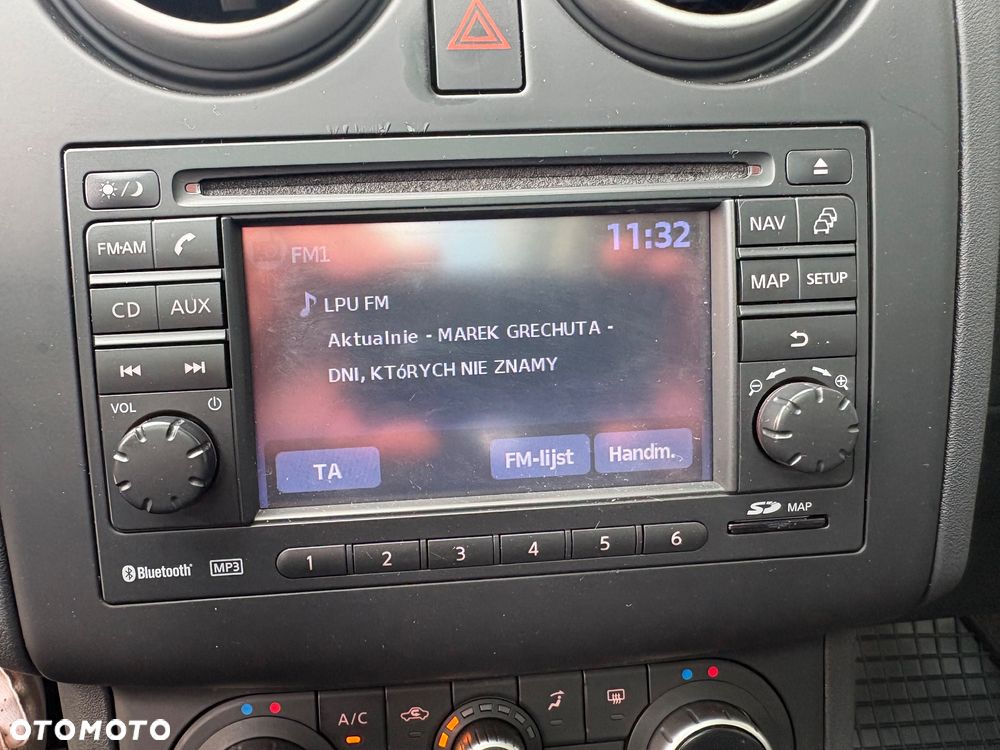 FM·AM
CD AUX
VOL
FM1 11:32
LPU FM
Aktualnie - MAREK GRECHUTA -
DNI, KTóRYCH NIE ZNAMY
TA FM-lijst Handm.
NAV
MAP SETUP
SD MAP
1 2 3 4 5 6
Bluetooth MP3
A/C
OTOMOTO